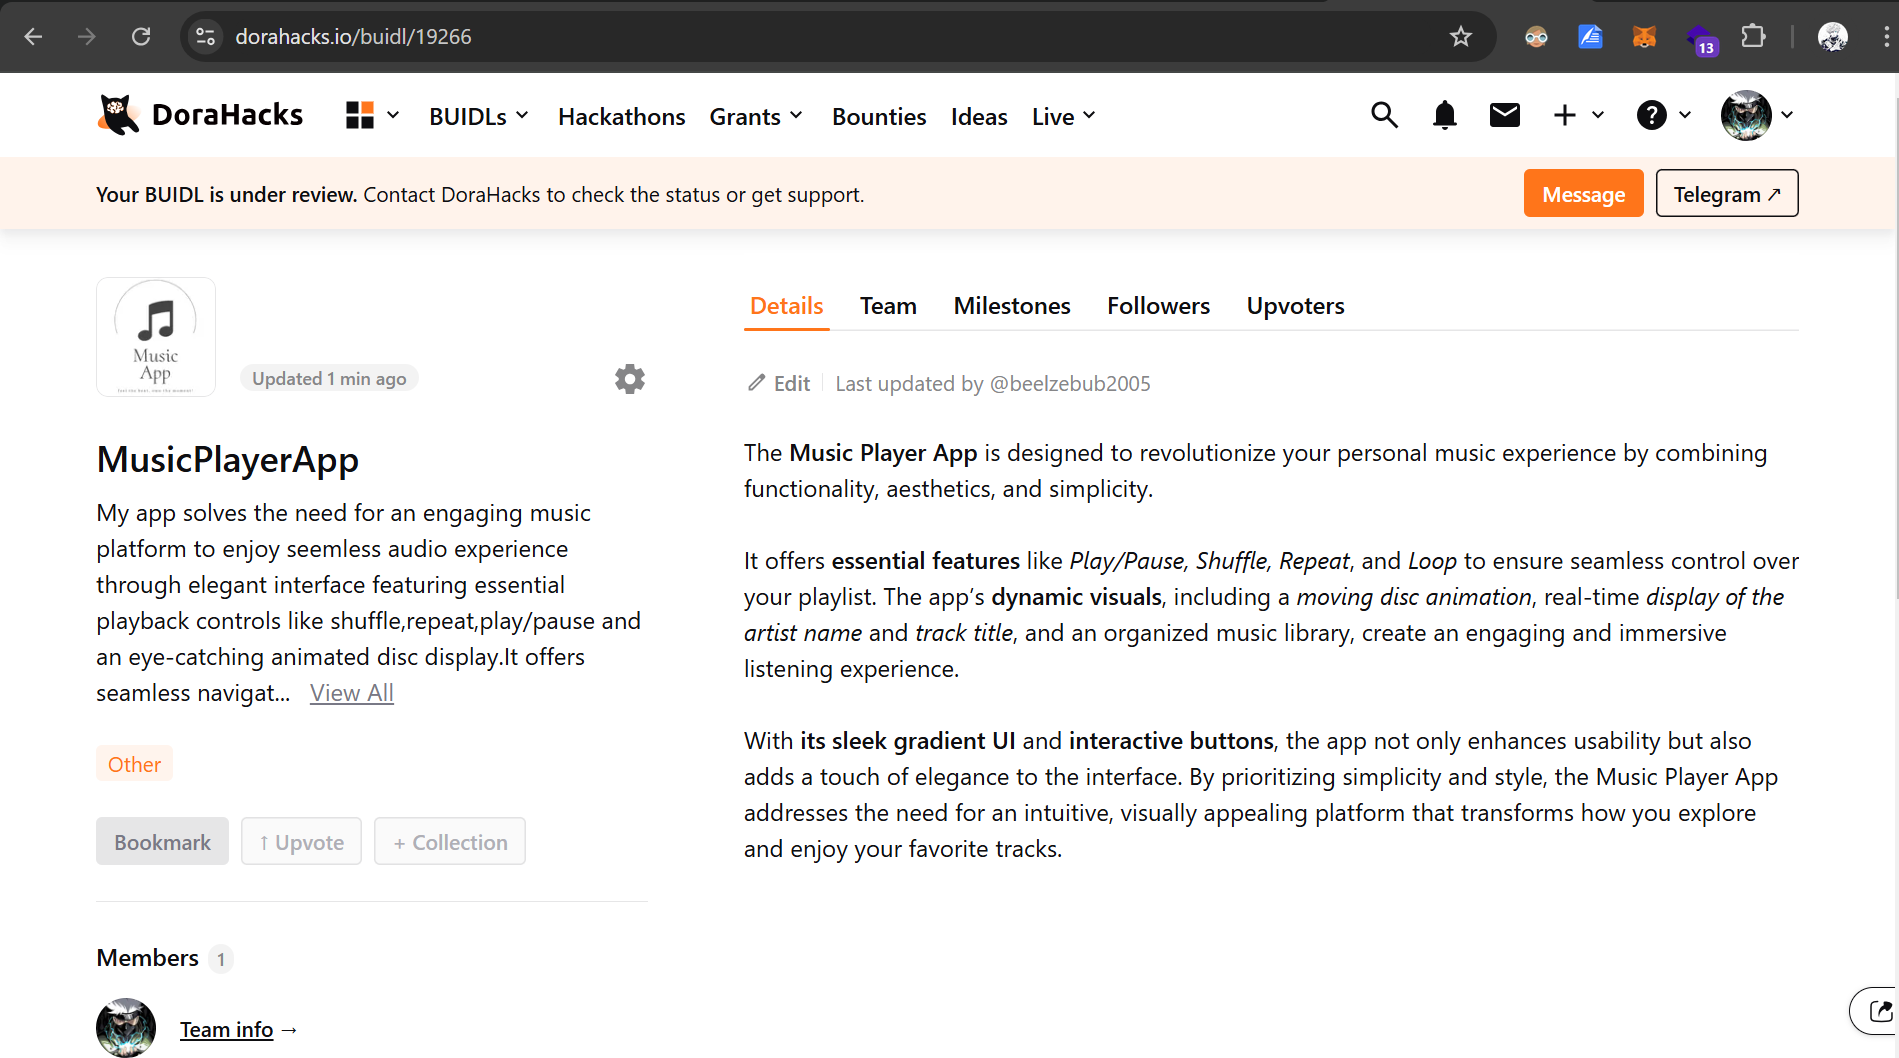 dorahacks.io/buidl/19266
13
DoraHacks
BUIDLs
Hackathons
Grants
Bounties
Ideas
Live
Your BUIDL is under review. Contact DoraHacks to check the status or get support.
Message
Telegram ↗
Music
App
Updated 1 min ago
MusicPlayerApp
My app solves the need for an engaging music
platform to enjoy seemless audio experience
through elegant interface featuring essential
playback controls like shuffle,repeat,play/pause and
an eye-catching animated disc display.It offers
seamless navigat... View All
Other
Bookmark
↑ Upvote
+ Collection
Members 1
Team info →
Details
Team
Milestones
Followers
Upvoters
Edit
Last updated by @beelzebub2005
The Music Player App is designed to revolutionize your personal music experience by combining
functionality, aesthetics, and simplicity.
It offers essential features like Play/Pause, Shuffle, Repeat, and Loop to ensure seamless control over
your playlist. The app’s dynamic visuals, including a moving disc animation, real-time display of the
artist name and track title, and an organized music library, create an engaging and immersive
listening experience.
With its sleek gradient UI and interactive buttons, the app not only enhances usability but also
adds a touch of elegance to the interface. By prioritizing simplicity and style, the Music Player App
addresses the need for an intuitive, visually appealing platform that transforms how you explore
and enjoy your favorite tracks.